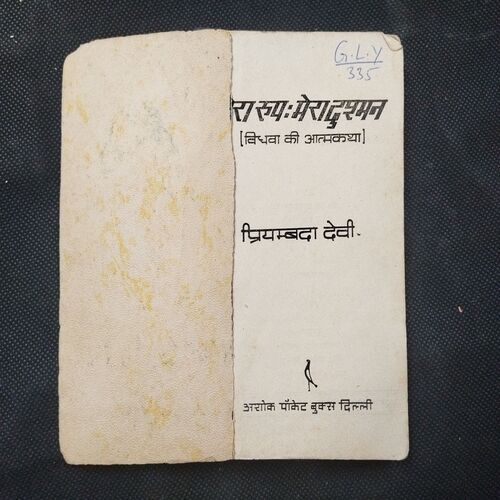 G.L.Y
335
मेरा रुप:मेरा दुश्मन
[विधवा की आत्मकथा]
प्रियम्बदा देवी.
अशोक पॉकेट बुक्स दिल्ली